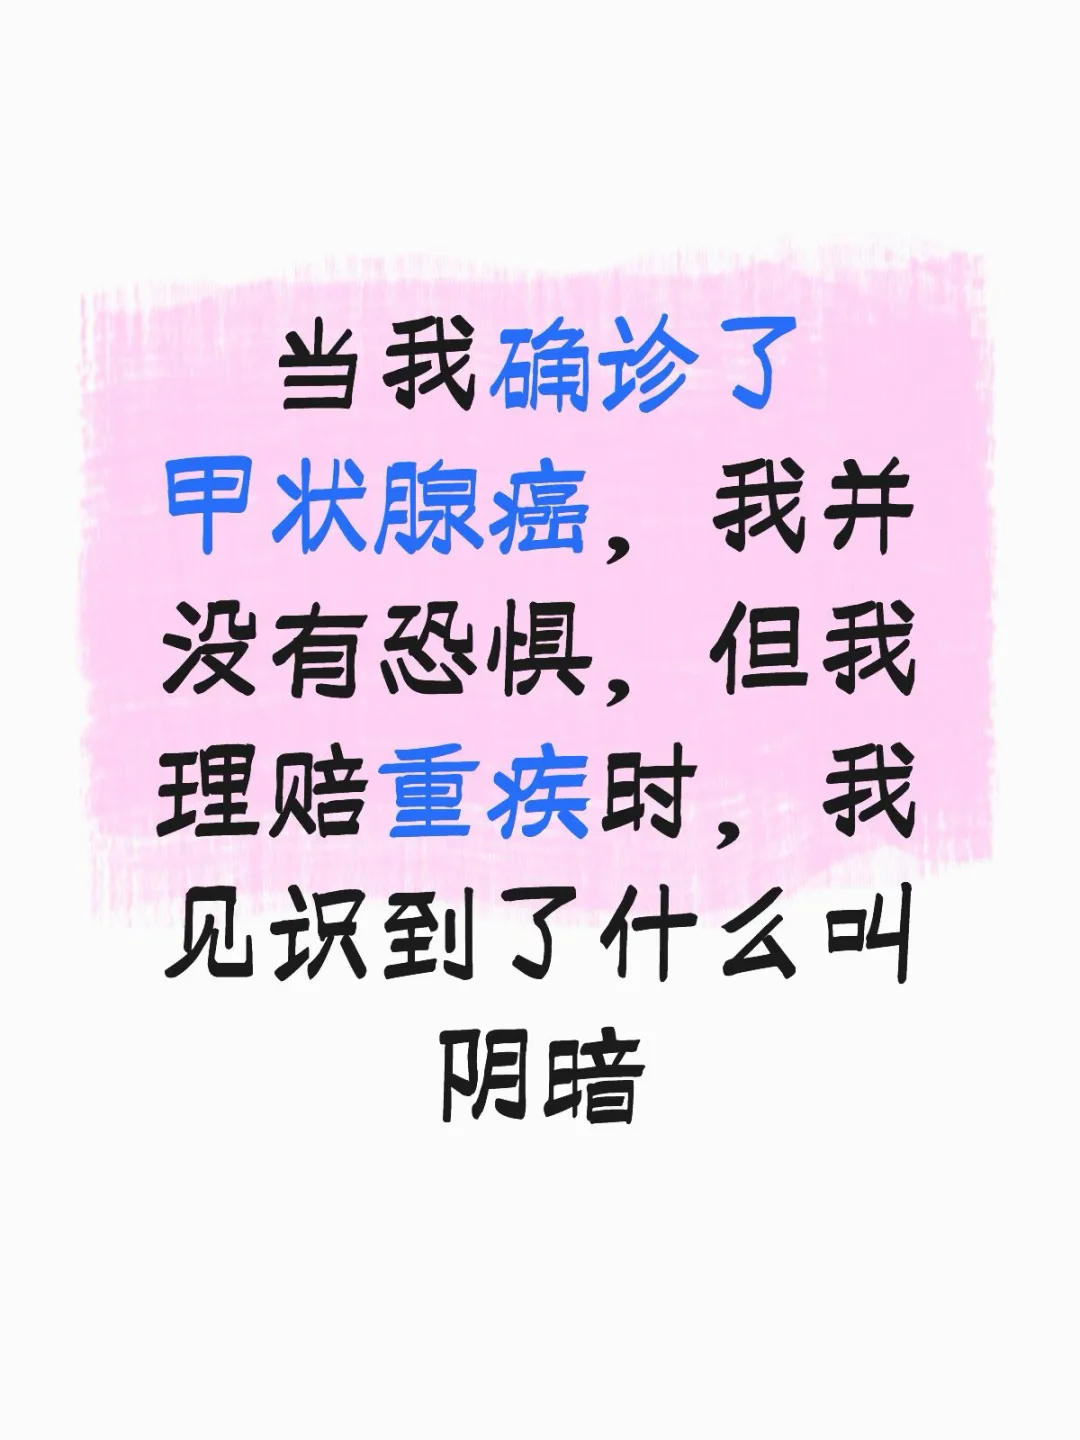 当我确诊了
甲状腺癌，我并
没有恐惧，但我
理赔重疾时，我
见识到了什么叫
阴暗